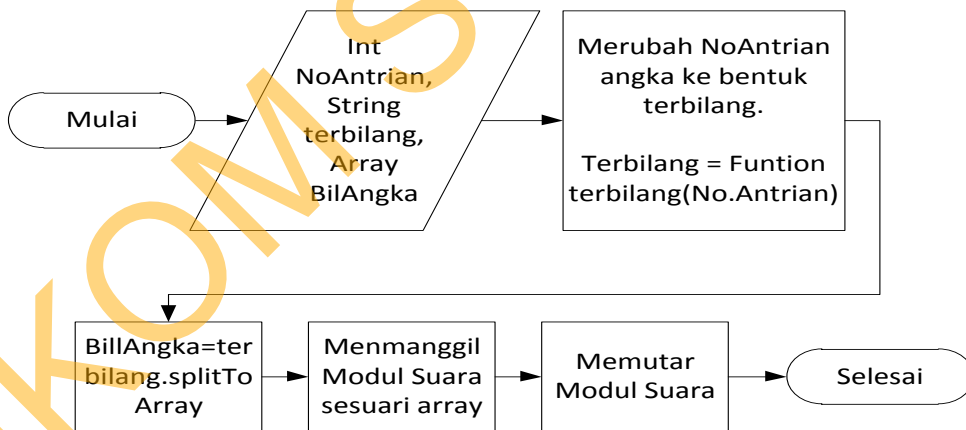 Mulai
Int
NoAntrian,
String
terbilang,
Array
BilAngka
Merubah NoAntrian
angka ke bentuk
terbilang.
Terbilang = Funtion
terbilang(No.Antrian)
BillAngka=ter
bilang.splitTo
Array
Menmanggil
Modul Suara
sesuari array
Memutar
Modul Suara
Selesai
KOM S